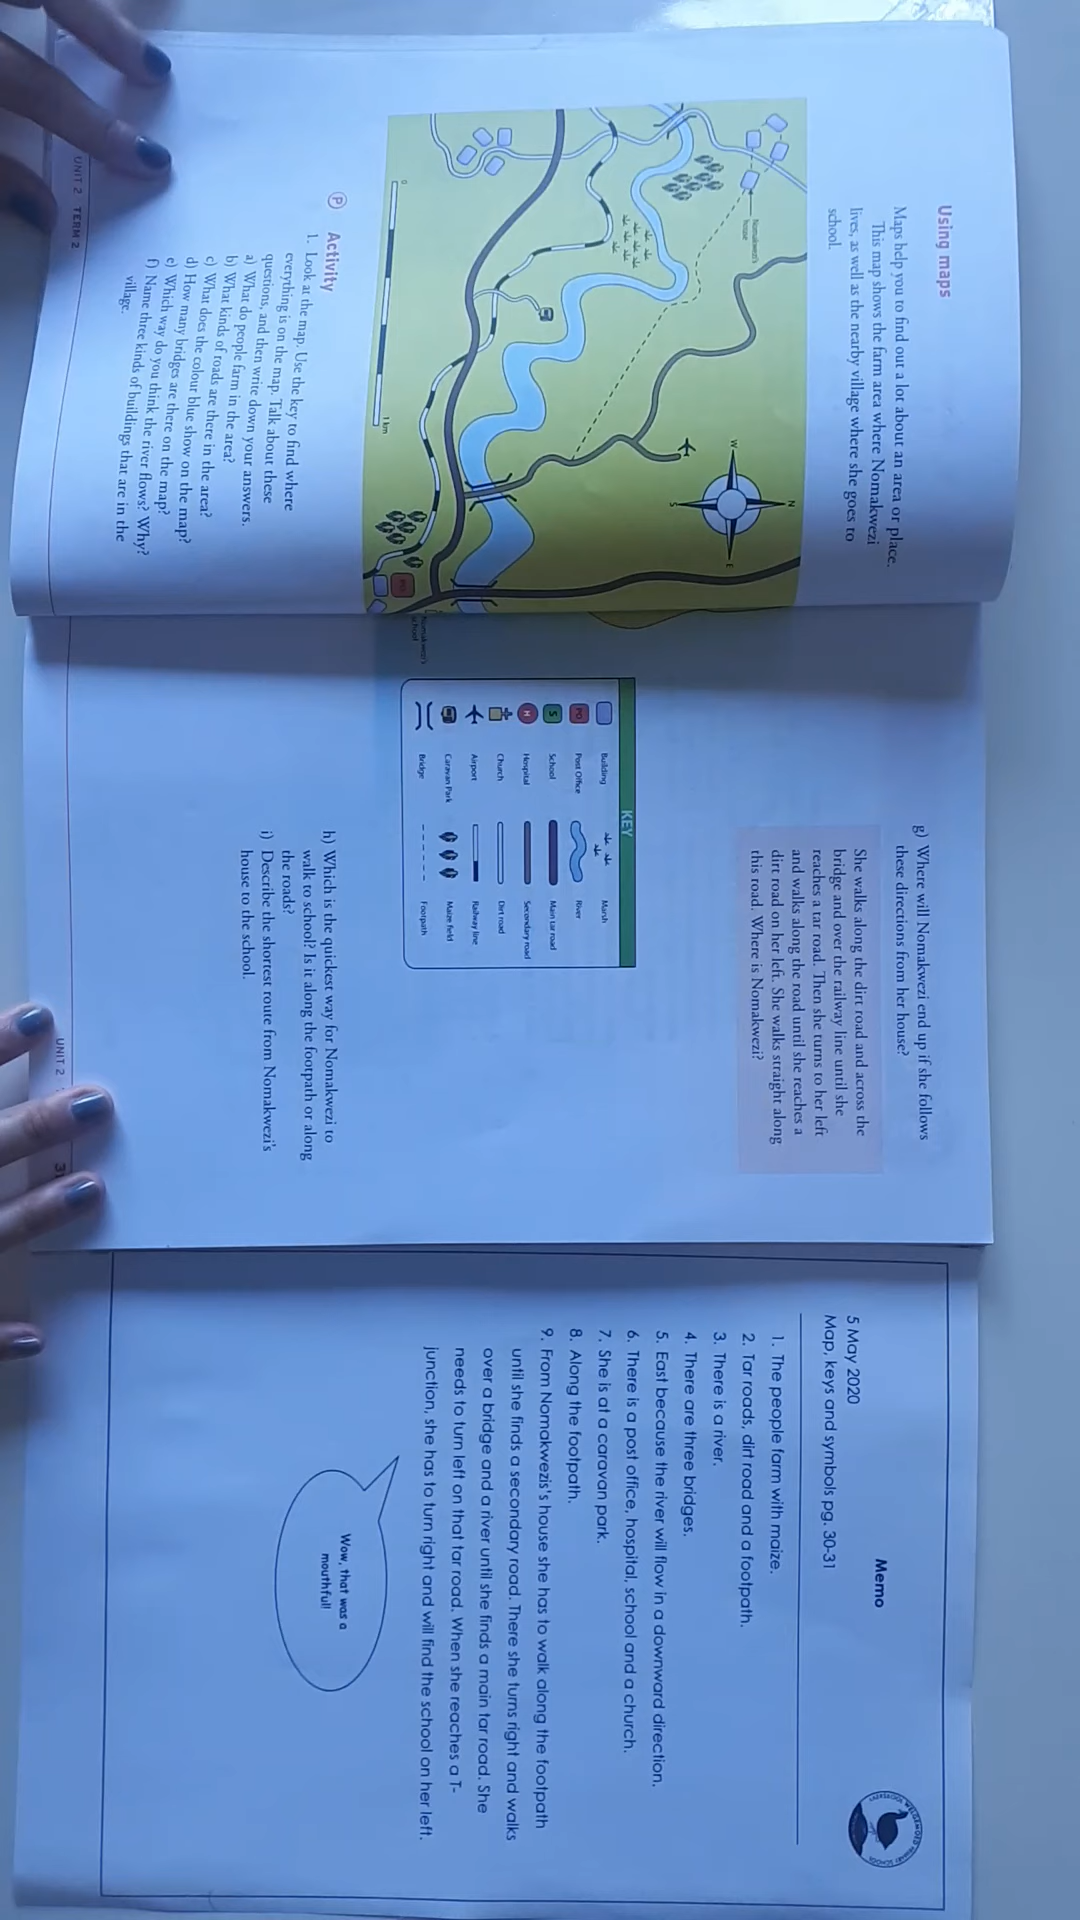 Using maps
Maps help you to find out a lot about an area or place.
This map shows the farm area where Nomakwezi
lives, as well as the nearby village where she goes to
school.
Nomakwezi's
house
N
W
E
S
0
1 km
PO
Nomakwezi's
school
P Activity
1. Look at the map. Use the key to find where
everything is on the map. Talk about these
questions, and then write down your answers.
a) What do people farm in the area?
b) What kinds of roads are there in the area?
c) What does the colour blue show on the map?
d) How many bridges are there on the map?
e) Which way do you think the river flows? Why?
f) Name three kinds of buildings that are in the
village.
UNIT 2 TERM 2
g) Where will Nomakwezi end up if she follows
these directions from her house?
She walks along the dirt road and across the
bridge and over the railway line until she
reaches a tar road. Then she turns to her left
and walks along the road until she reaches a
dirt road on her left. She walks straight along
this road. Where is Nomakwezi?
KEY
Building
Marsh
PO Post Office
River
S School
Main tar road
H Hospital
Secondary road
Church
Dirt road
Airport
Railway line
Caravan Park
Maize field
Bridge
Footpath
h) Which is the quickest way for Nomakwezi to
walk to school? Is it along the footpath or along
the roads?
i) Describe the shortest route from Nomakwezi's
house to the school.
UNIT 2
31
Memo
5 May 2020
Map, keys and symbols pg. 30-31
1. The people farm with maize.
2. Tar roads, dirt road and a footpath.
3. There is a river.
4. There are three bridges.
5. East because the river will flow in a downward direction.
6. There is a post office, hospital, school and a church.
7. She is at a caravan park.
8. Along the footpath.
9. From Nomakwezis's house she has to walk along the footpath
until she finds a secondary road. There she turns right and walks
over a bridge and a river until she finds a main tar road. She
needs to turn left on that tar road. When she reaches a T-
junction, she has to turn right and will find the school on her left.
Wow, that was a
mouthful!
LAERSKOOL WELGEMOED PRIMARY SCHOOL